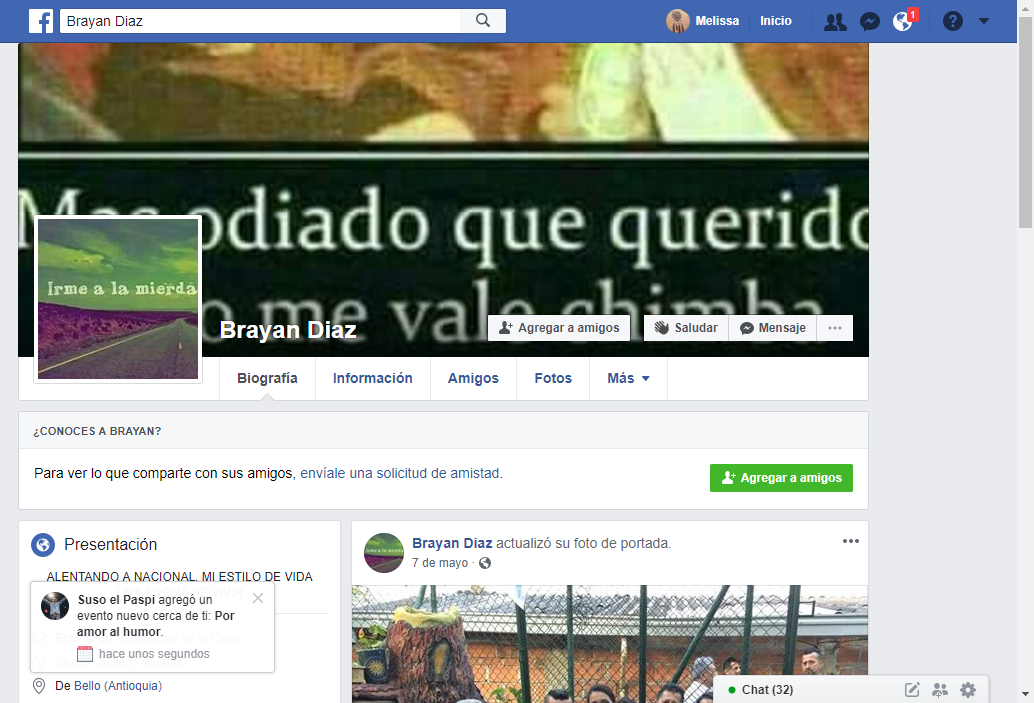 Brayan Diaz
Melissa
Inicio
1
Mas odiado que querido
o me vale chimba
Irme a la mierda
Brayan Diaz
Agregar a amigos
Saludar
Mensaje
Biografía
Información
Amigos
Fotos
Más
¿CONOCES A BRAYAN?
Para ver lo que comparte con sus amigos, envíale una solicitud de amistad.
Agregar a amigos
Presentación
ALENTANDO A NACIONAL, MI ESTILO DE VIDA
Suso el Paspi agregó un
evento nuevo cerca de ti: Por
amor al humor.
hace unos segundos
De Bello (Antioquia)
Brayan Diaz actualizó su foto de portada.
7 de mayo ·
Irme a la mierda
Chat (32)